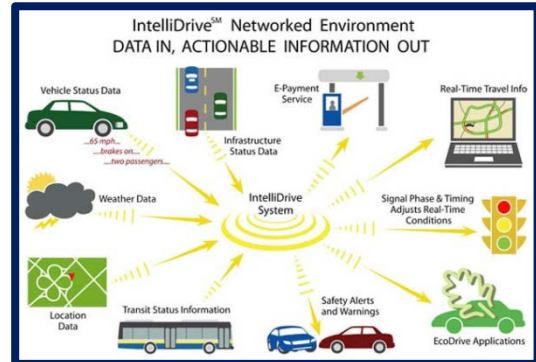 IntelliDrive℠ Networked Environment
DATA IN, ACTIONABLE INFORMATION OUT
Vehicle Status Data
...65 mph...
...brakes on...
...two passengers...
Infrastructure
Status Data
E-Payment
Service
Real-Time Travel Info
Weather Data
IntelliDrive
System
Signal Phase & Timing
Adjusts Real-Time
Conditions
Location
Data
Transit Status Information
Safety Alerts
and Warnings
EcoDrive Applications